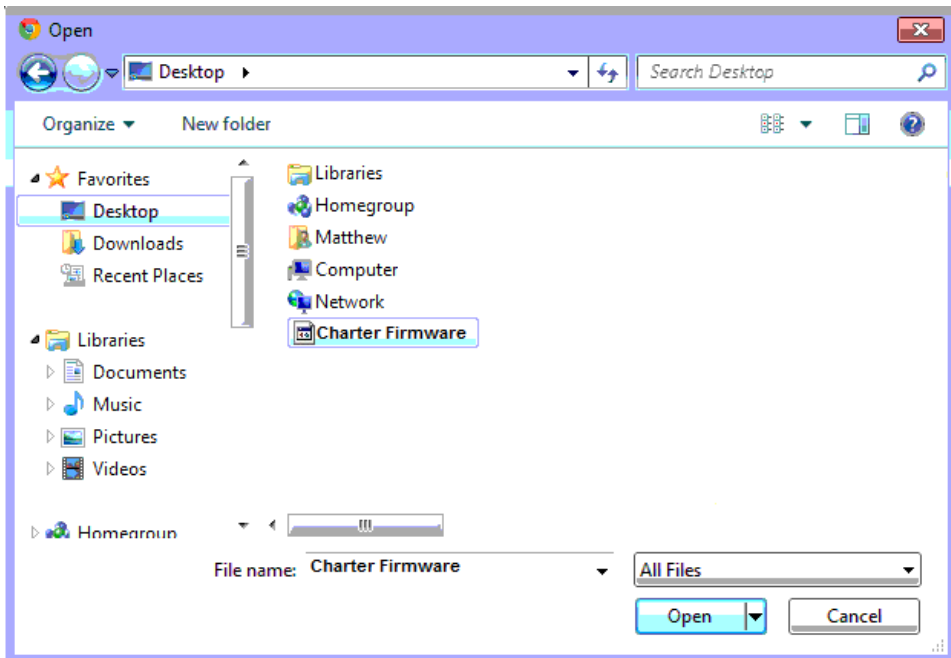 Open
Desktop
Search Desktop
Organize
New folder
Favorites
Desktop
Downloads
Recent Places
Libraries
Documents
Music
Pictures
Videos
Homegroup
Libraries
Homegroup
Matthew
Computer
Network
Charter Firmware
File name: Charter Firmware
All Files
Open
Cancel